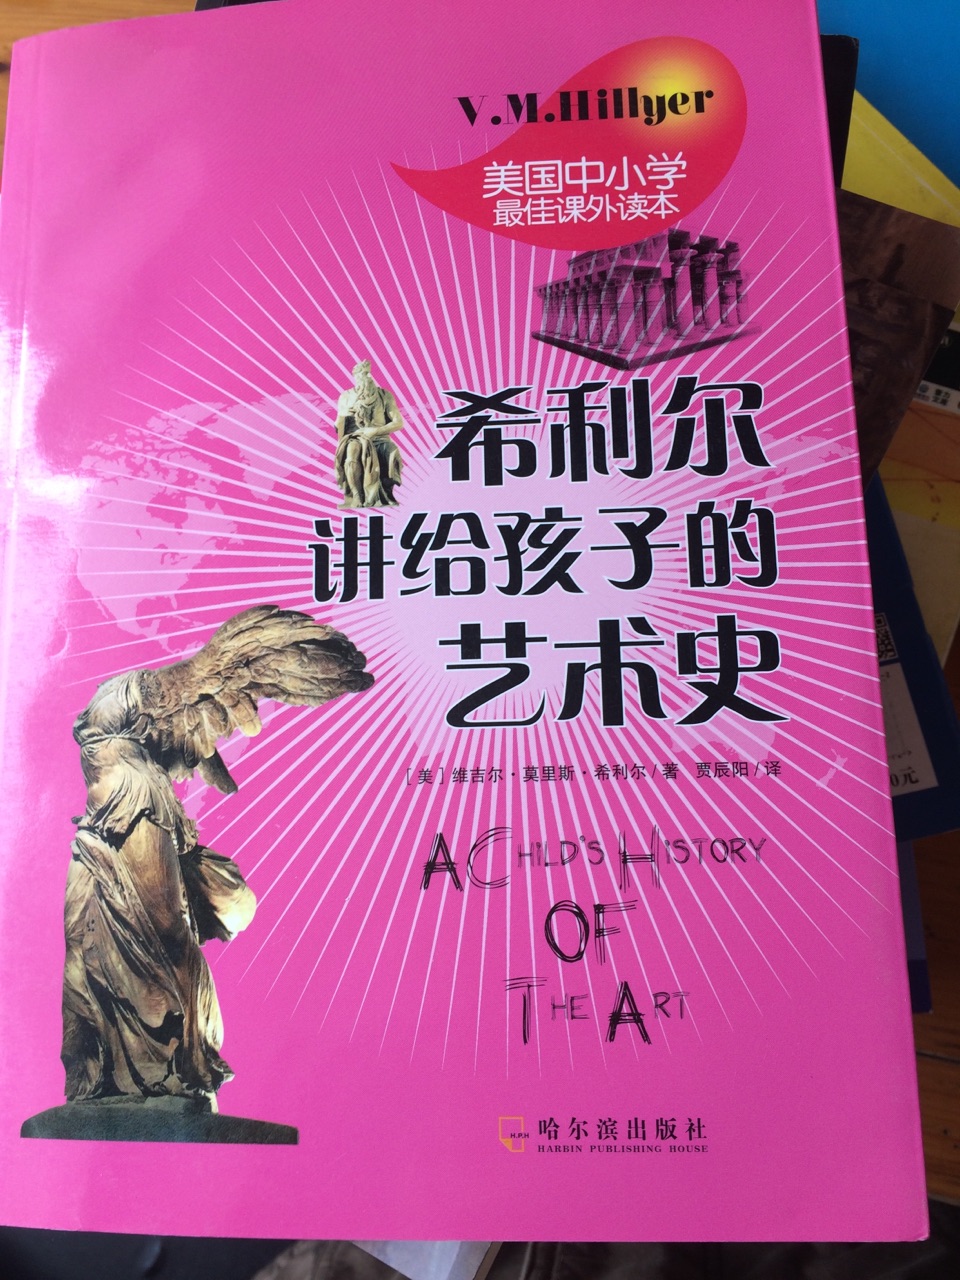 V.M.Hillyer
美国中小学
最佳课外读本
希利尔
讲给孩子的
艺术史
[美]维吉尔·莫里斯·希利尔/著 贾辰阳/译
A CHILD'S HISTORY
OF
THE ART
H.P.H
哈尔滨出版社
HARBIN PUBLISHING HOUSE
0元